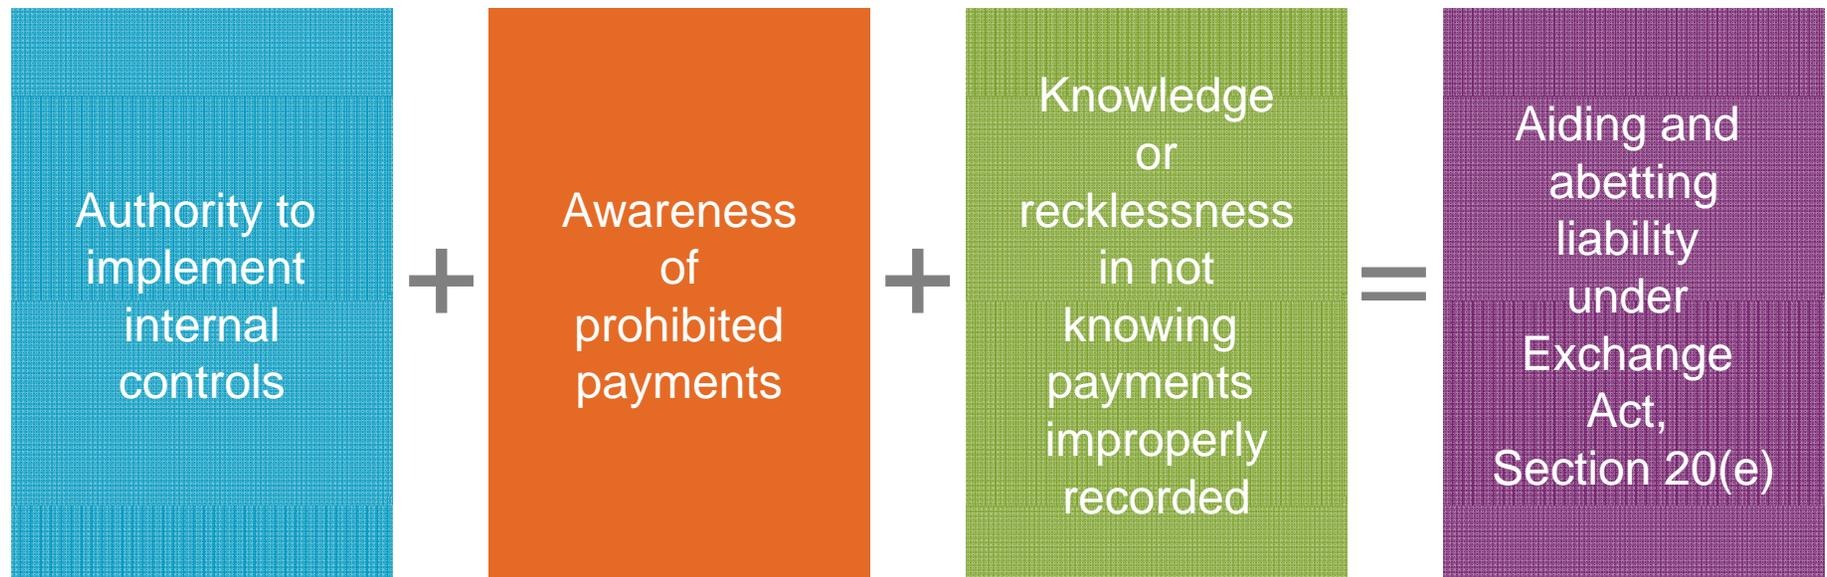 Authority to
implement
internal
controls
+
Awareness
of
prohibited
payments
+
Knowledge
or
recklessness
in not
knowing
payments
improperly
recorded
=
Aiding and
abetting
liability
under
Exchange
Act,
Section 20(e)